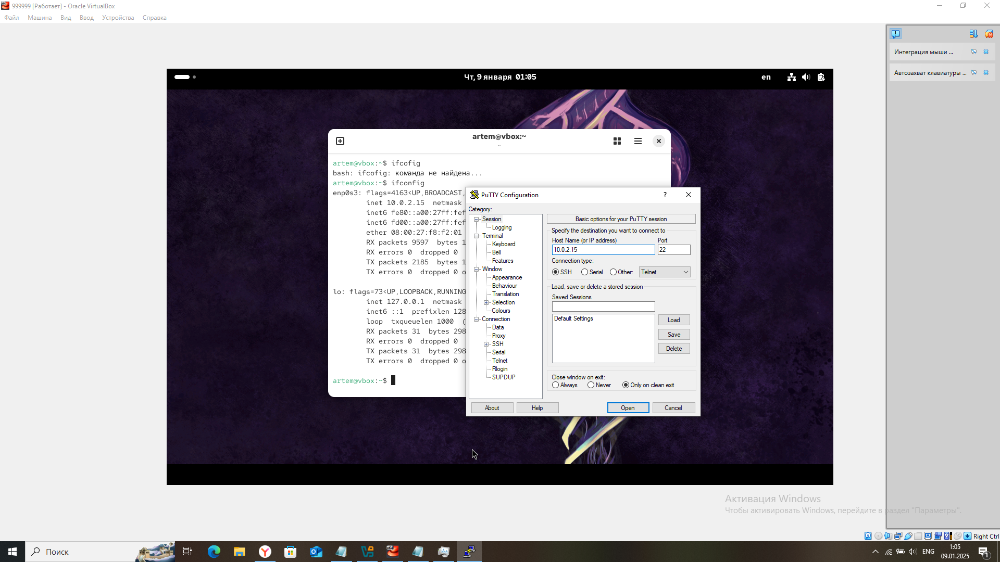 999999 [Работает] - Oracle VirtualBox
Файл Машина Вид Ввод Устройства Справка
Интеграция мыши ...
Автозахват клавиатуры ...
Чт, 9 января 01:05
en
artem@vbox:~
~
artem@vbox:~$ ifcofig
bash: ifcofig: команда не найдена...
artem@vbox:~$ ifconfig
enp0s3: flags=4163<UP,BROADCAST,
inet 10.0.2.15 netmask
inet6 fe80::a00:27ff:fef
inet6 fd00::a00:27ff:fef
ether 08:00:27:f8:f2:01
RX packets 9597 bytes 1
RX errors 0 dropped 0
TX packets 2185 bytes 1
TX errors 0 dropped 0 o
lo: flags=73<UP,LOOPBACK,RUNNING
inet 127.0.0.1 netmask
inet6 ::1 prefixlen 128
loop txqueuelen 1000 (
RX packets 31 bytes 298
RX errors 0 dropped 0
TX packets 31 bytes 298
TX errors 0 dropped 0 o
artem@vbox:~$
PuTTY Configuration
?
Category:
Session
Logging
Terminal
Keyboard
Bell
Features
Window
Appearance
Behaviour
Translation
Selection
Colours
Connection
Data
Proxy
SSH
Serial
Telnet
Rlogin
SUPDUP
Basic options for your PuTTY session
Specify the destination you want to connect to
Host Name (or IP address) Port
10.0.2.15 22
Connection type:
SSH Serial Other: Telnet
Load, save or delete a stored session
Saved Sessions
Default Settings
Load
Save
Delete
Close window on exit:
Always Never Only on clean exit
About Help Open Cancel
Активация Windows
Чтобы активировать Windows, перейдите в раздел "Параметры".
Right Ctrl
Поиск
x64
ENG
1:05
09.01.2025
1